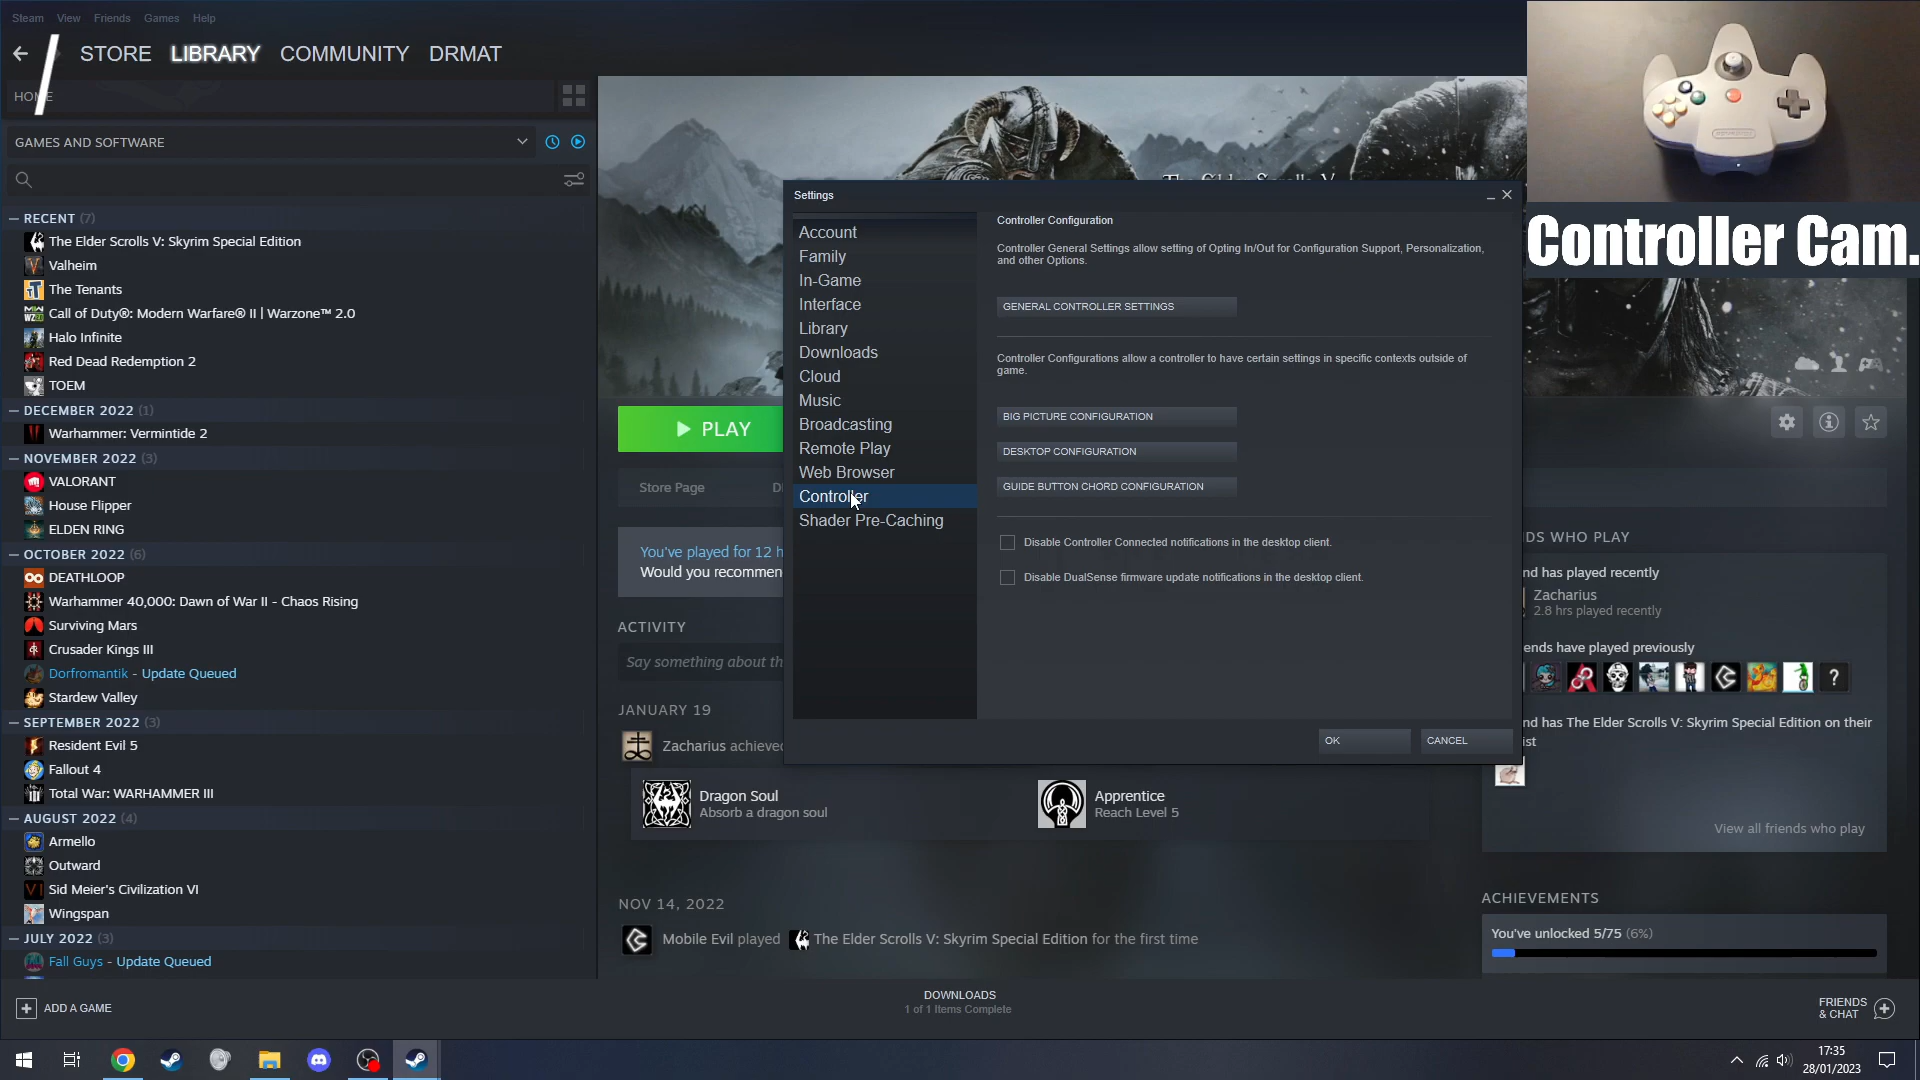 Steam View Friends Games Help
STORE LIBRARY COMMUNITY DRMAT
HOME
GAMES AND SOFTWARE
— RECENT (7)
The Elder Scrolls V: Skyrim Special Edition
Valheim
The Tenants
Call of Duty®: Modern Warfare® II | Warzone™ 2.0
Halo Infinite
Red Dead Redemption 2
TOEM
— DECEMBER 2022 (1)
Warhammer: Vermintide 2
— NOVEMBER 2022 (3)
VALORANT
House Flipper
ELDEN RING
— OCTOBER 2022 (6)
DEATHLOOP
Warhammer 40,000: Dawn of War II - Chaos Rising
Surviving Mars
Crusader Kings III
Dorfromantik - Update Queued
Stardew Valley
— SEPTEMBER 2022 (3)
Resident Evil 5
Fallout 4
Total War: WARHAMMER III
— AUGUST 2022 (4)
Armello
Outward
Sid Meier's Civilization VI
Wingspan
— JULY 2022 (3)
Fall Guys - Update Queued
ADD A GAME
The Elder Scrolls V
Controller Cam.
PLAY
Store Page
You've played for 12 h
Would you recommen
ACTIVITY
Say something about th
JANUARY 19
Zacharius achieved
Dragon Soul
Absorb a dragon soul
Apprentice
Reach Level 5
NOV 14, 2022
Mobile Evil played The Elder Scrolls V: Skyrim Special Edition for the first time
Settings
Account
Family
In-Game
Interface
Library
Downloads
Cloud
Music
Broadcasting
Remote Play
Web Browser
Controller
Shader Pre-Caching
Controller Configuration
Controller General Settings allow setting of Opting In/Out for Configuration Support, Personalization,
and other Options.
GENERAL CONTROLLER SETTINGS
Controller Configurations allow a controller to have certain settings in specific contexts outside of
game.
BIG PICTURE CONFIGURATION
DESKTOP CONFIGURATION
GUIDE BUTTON CHORD CONFIGURATION
Disable Controller Connected notifications in the desktop client.
Disable DualSense firmware update notifications in the desktop client.
OK CANCEL
DS WHO PLAY
nd has played recently
Zacharius
2.8 hrs played recently
ends have played previously
?
nd has The Elder Scrolls V: Skyrim Special Edition on their
ist
View all friends who play
ACHIEVEMENTS
You've unlocked 5/75 (6%)
DOWNLOADS
1 of 1 Items Complete
FRIENDS
& CHAT
17:35
28/01/2023